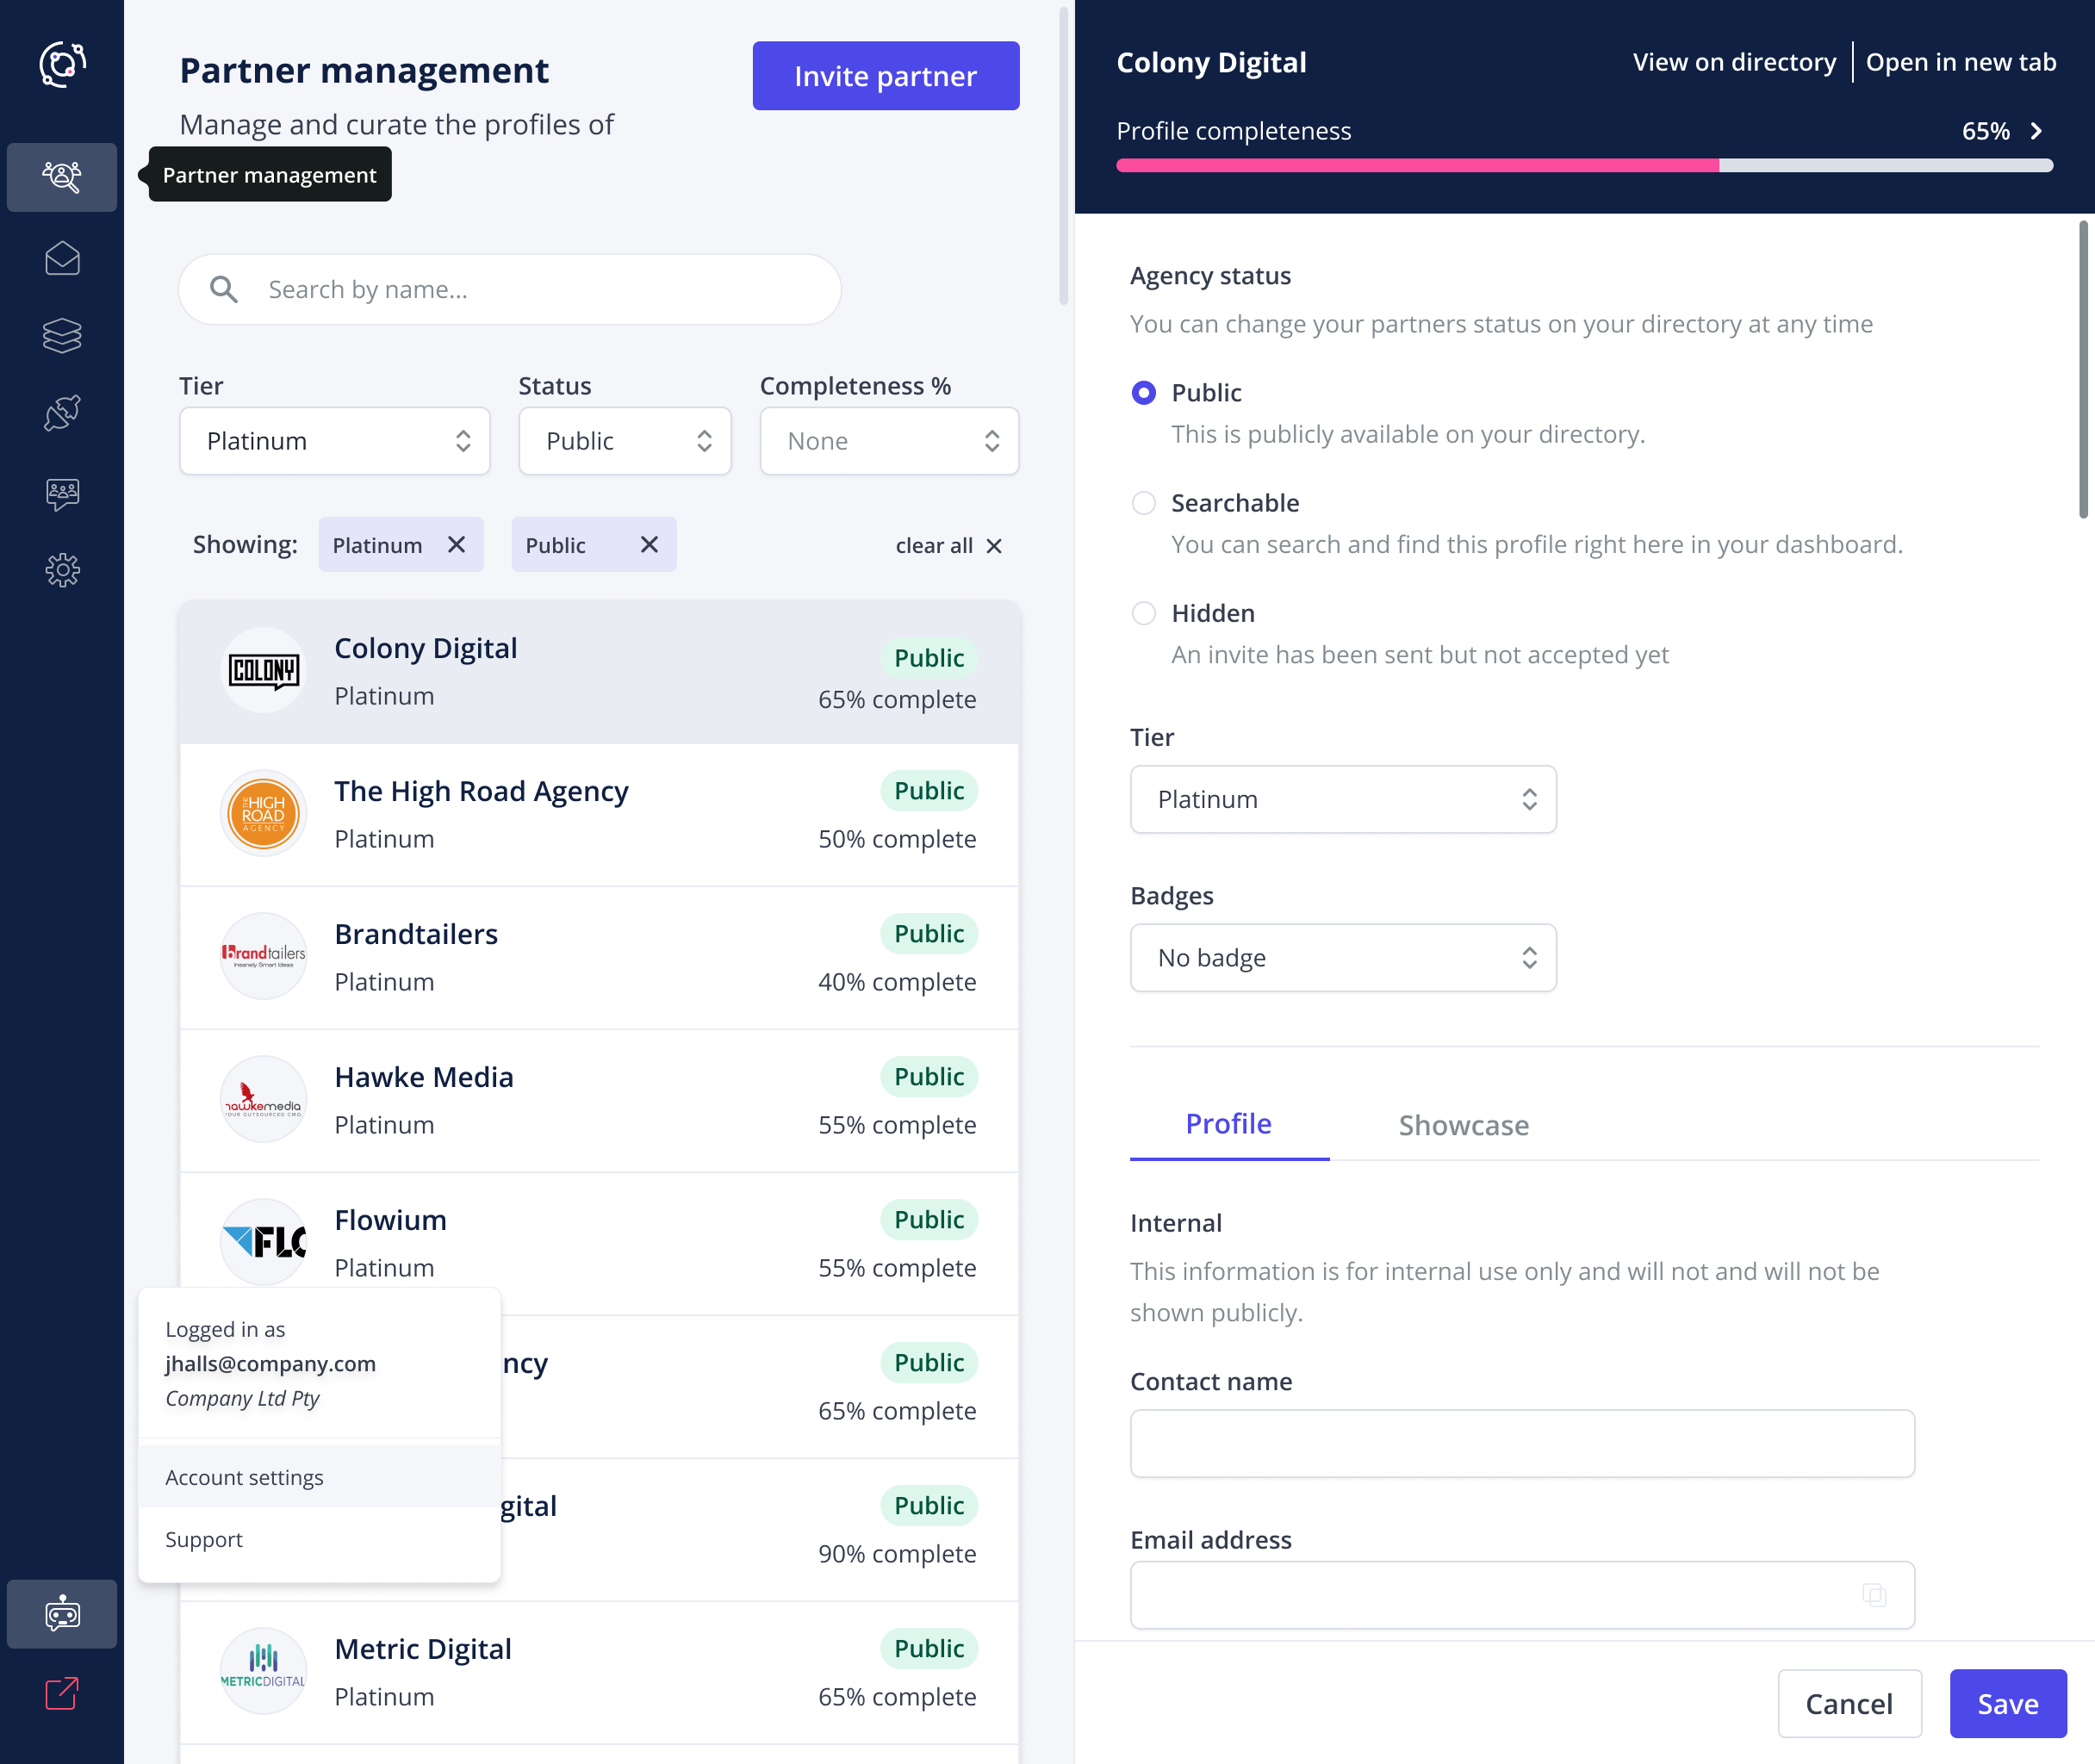 Partner management
Manage and curate the profiles of
Invite partner
Partner management
Search by name...
Tier
Status
Completeness %
Platinum
Public
None
Showing:
Platinum
Public
clear all
COLONY
Colony Digital
Platinum
Public
65% complete
THE HIGH
ROAD
AGENCY
The High Road Agency
Platinum
Public
50% complete
Brandtailers
Insanely Smart Ideas
Brandtailers
Platinum
Public
40% complete
hawkemedia
YOUR OUTSOURCED CMO
Hawke Media
Platinum
Public
55% complete
FLO
Flowium
Platinum
Public
55% complete
ncy
Public
65% complete
gital
Public
90% complete
METRICDIGITAL
Metric Digital
Platinum
Public
65% complete
Logged in as
jhalls@company.com
Company Ltd Pty
Account settings
Support
Colony Digital
View on directory
Open in new tab
Profile completeness
65%
Agency status
You can change your partners status on your directory at any time
Public
This is publicly available on your directory.
Searchable
You can search and find this profile right here in your dashboard.
Hidden
An invite has been sent but not accepted yet
Tier
Platinum
Badges
No badge
Profile
Showcase
Internal
This information is for internal use only and will not and will not be
shown publicly.
Contact name
Email address
Cancel
Save